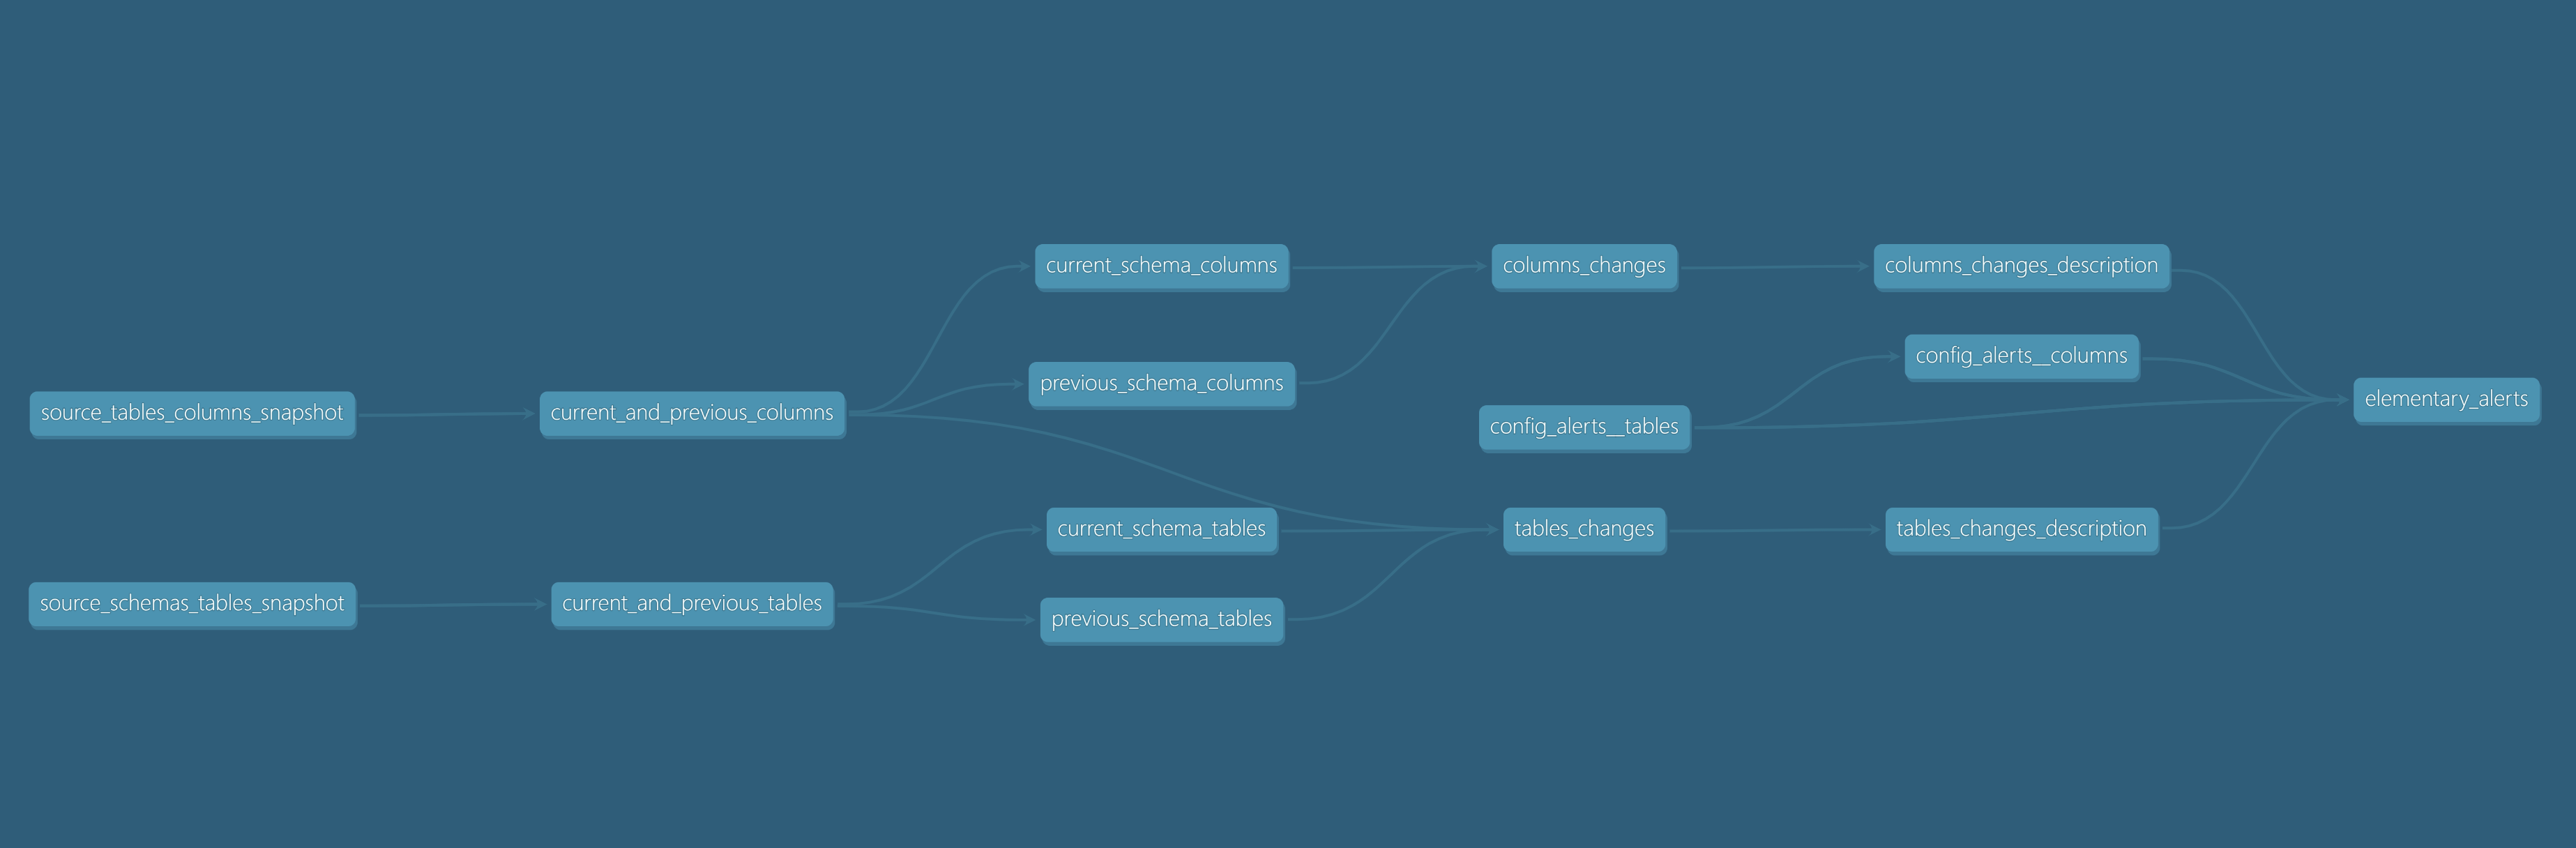 current_schema_columns
columns_changes
columns_changes_description
config_alerts__columns
previous_schema_columns
source_tables_columns_snapshot
current_and_previous_columns
elementary_alerts
config_alerts__tables
current_schema_tables
tables_changes
tables_changes_description
source_schemas_tables_snapshot
current_and_previous_tables
previous_schema_tables